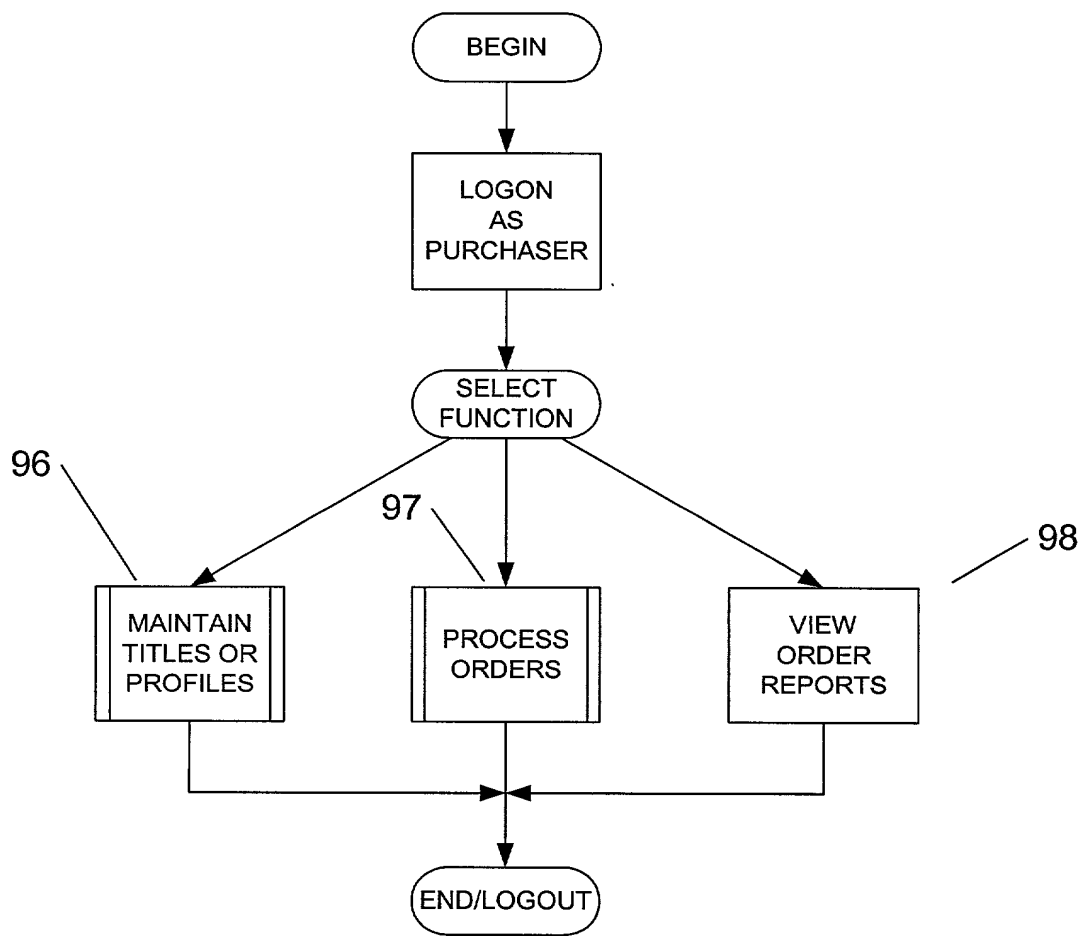 BEGIN
LOGON
AS
PURCHASER
SELECT
FUNCTION
96
97
98
MAINTAIN
TITLES OR
PROFILES
PROCESS
ORDERS
VIEW
ORDER
REPORTS
END/LOGOUT